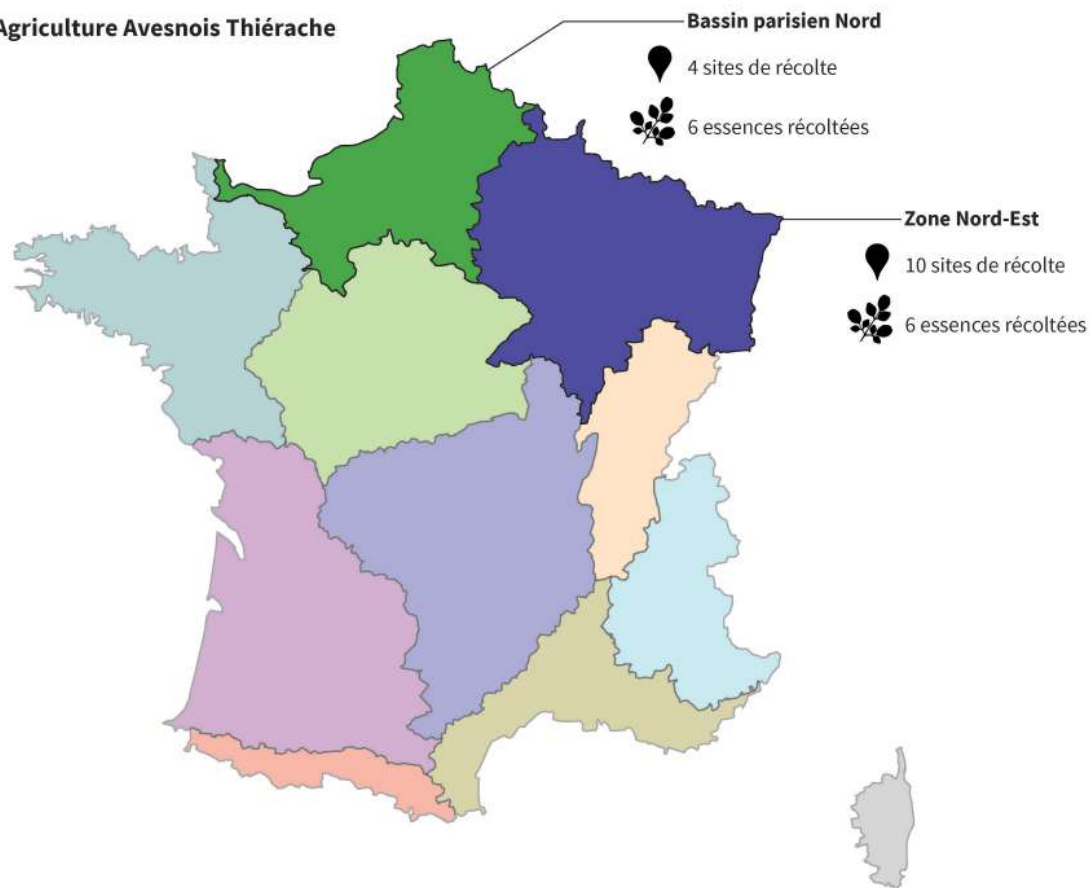 Agriculture Avesnois Thiérache
Bassin parisien Nord
4 sites de récolte
6 essences récoltées
Zone Nord-Est
10 sites de récolte
6 essences récoltées